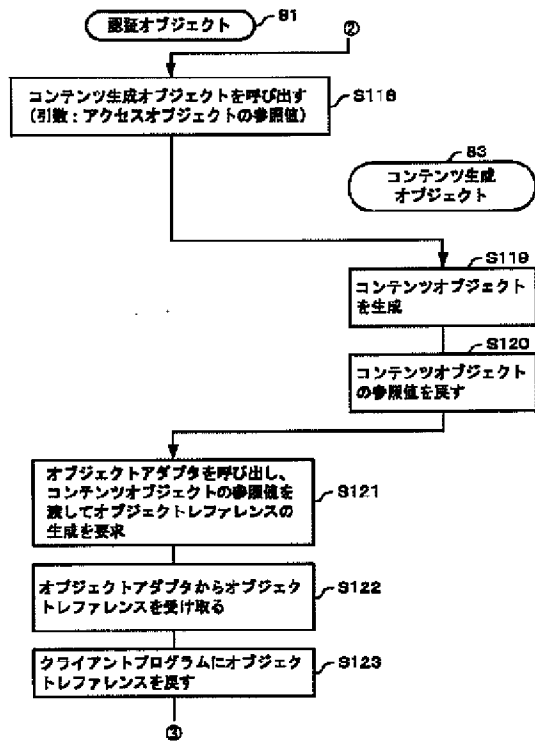 認証オブジェクト
S1
②
コンテンツ生成オブジェクトを呼び出す
(引数:アクセスオブジェクトの参照値)
S118
S3
コンテンツ生成
オブジェクト
S119
コンテンツオブジェクト
を生成
S120
コンテンツオブジェクト
の参照値を戻す
オブジェクトアダプタを呼び出し、
コンテンツオブジェクトの参照値を
渡してオブジェクトレファレンスの
生成を要求
S121
オブジェクトアダプタからオブジェク
トレファレンスを受け取る
S122
クライアントプログラムにオブジェク
トレファレンスを戻す
S123
③